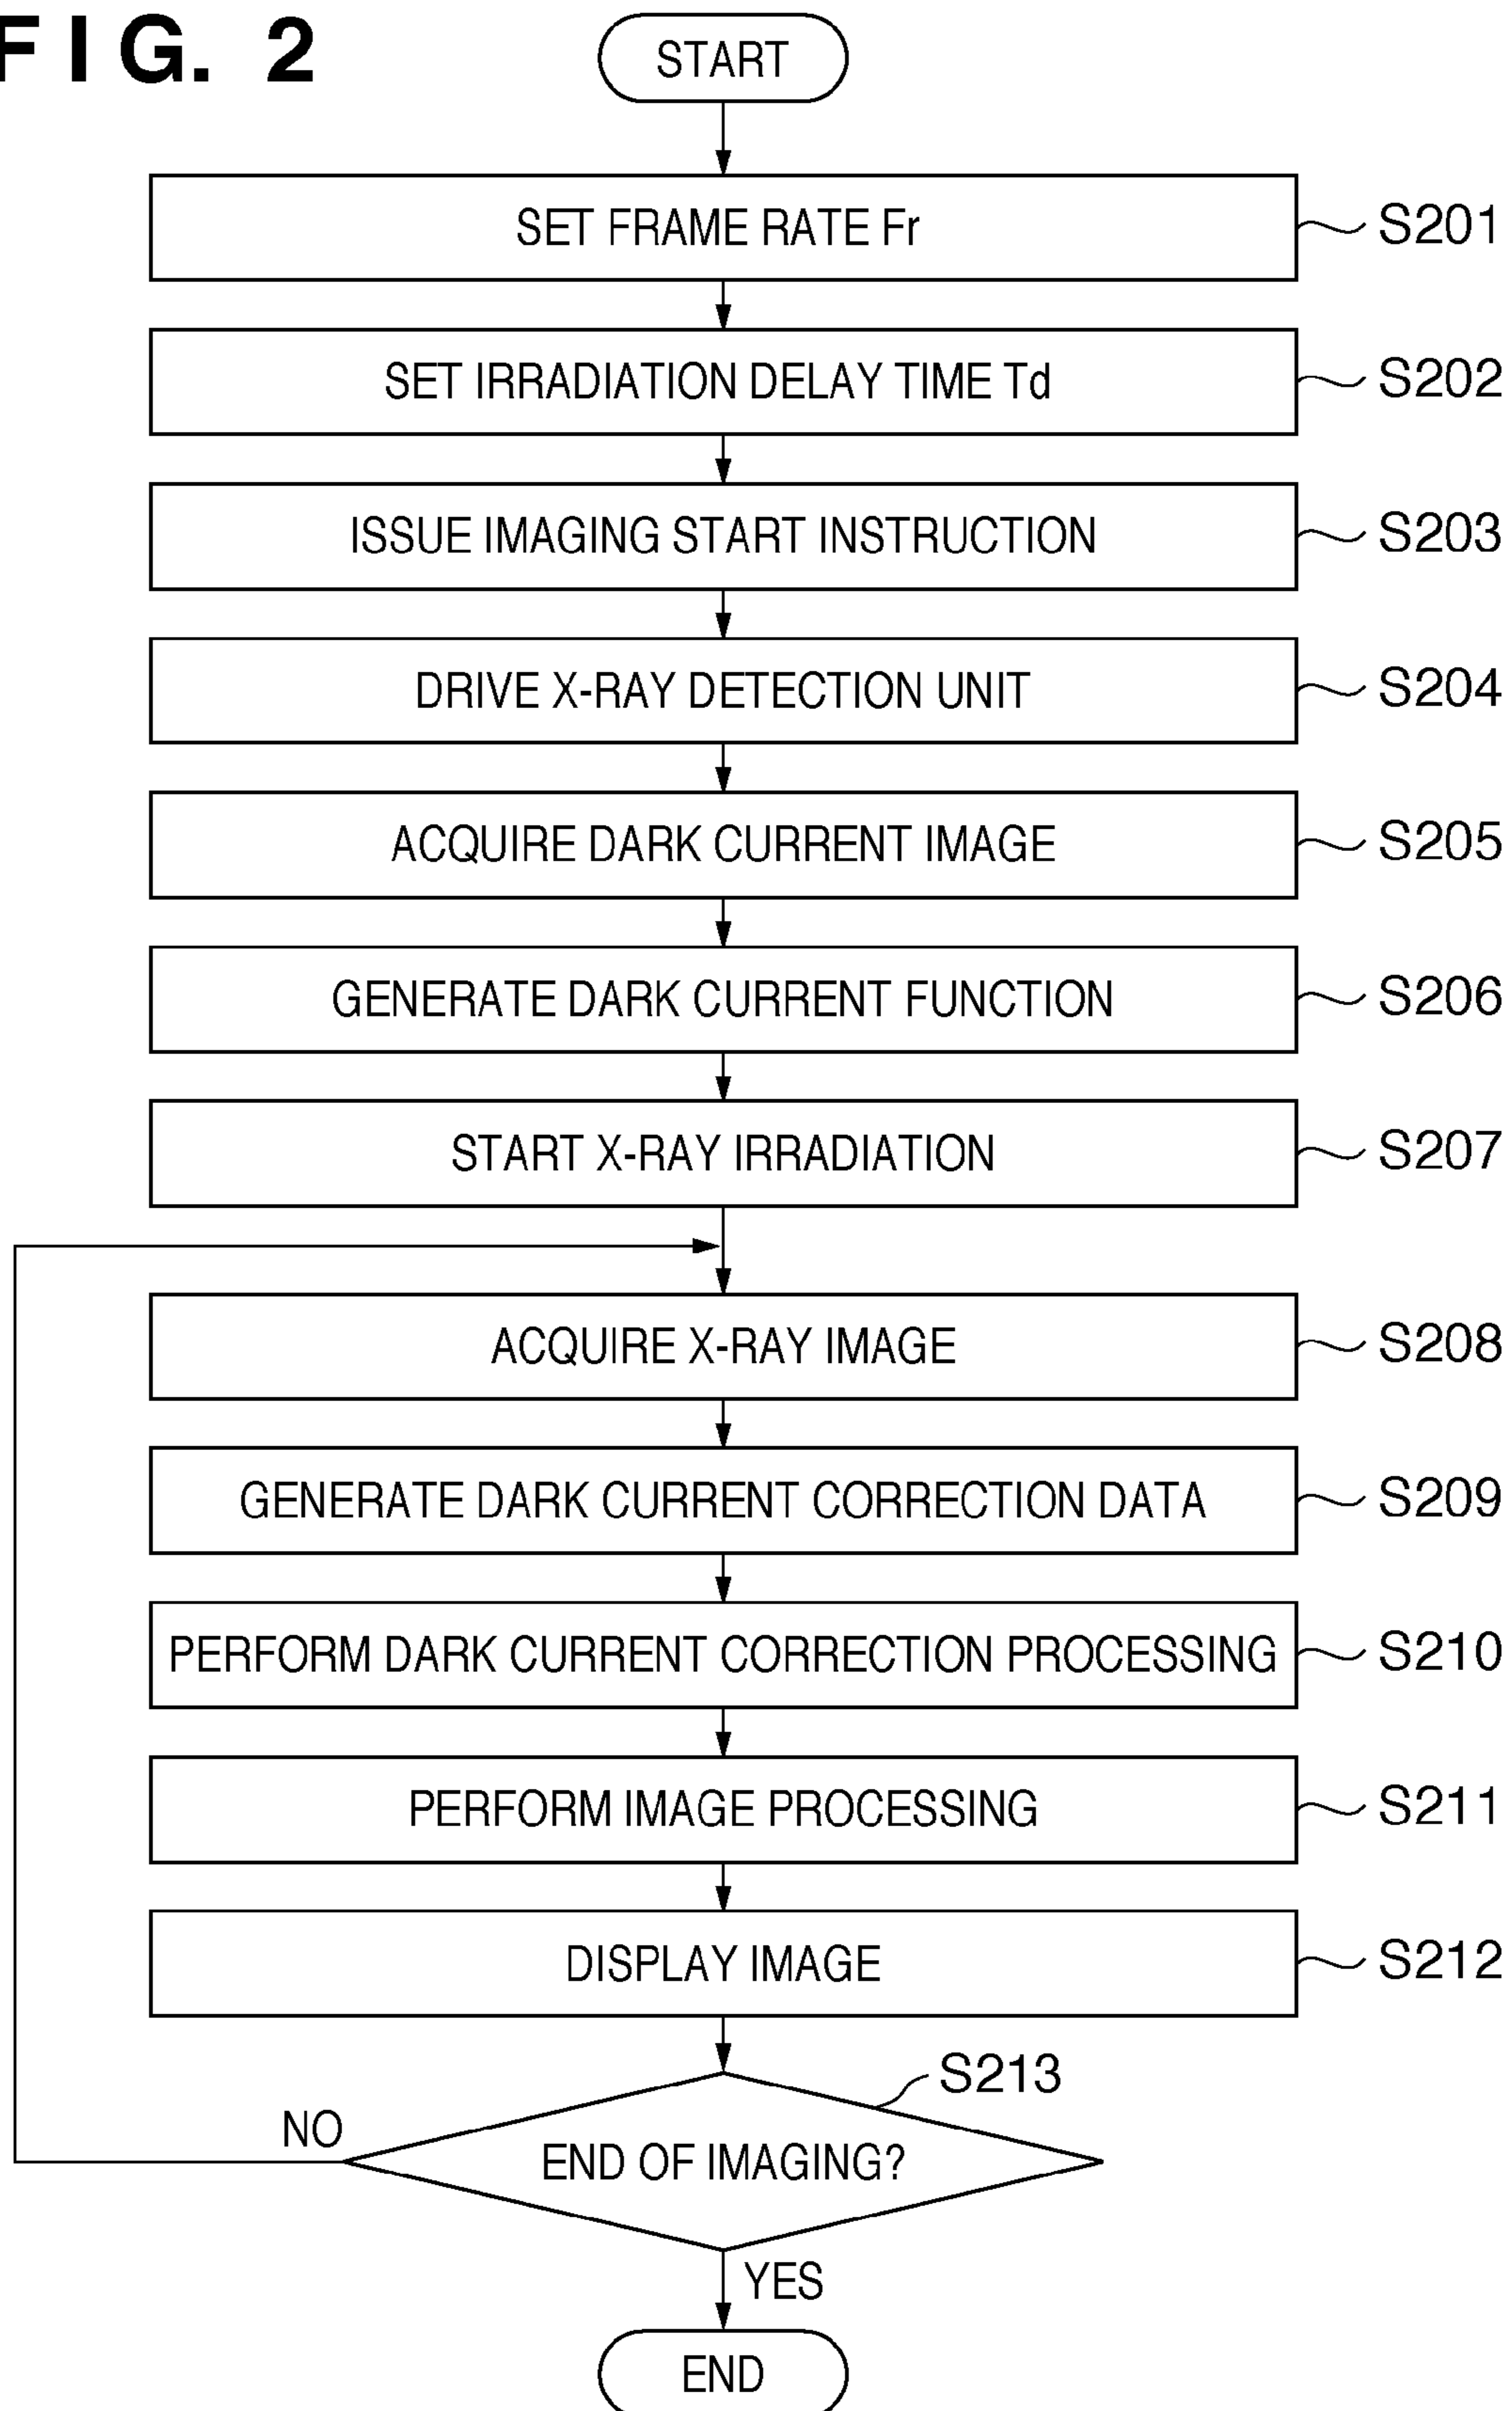 FIG. 2
START
SET FRAME RATE Fr
S201
SET IRRADIATION DELAY TIME Td
S202
ISSUE IMAGING START INSTRUCTION
S203
DRIVE X-RAY DETECTION UNIT
S204
ACQUIRE DARK CURRENT IMAGE
S205
GENERATE DARK CURRENT FUNCTION
S206
START X-RAY IRRADIATION
S207
ACQUIRE X-RAY IMAGE
S208
GENERATE DARK CURRENT CORRECTION DATA
S209
PERFORM DARK CURRENT CORRECTION PROCESSING
S210
PERFORM IMAGE PROCESSING
S211
DISPLAY IMAGE
S212
S213
NO
END OF IMAGING?
YES
END